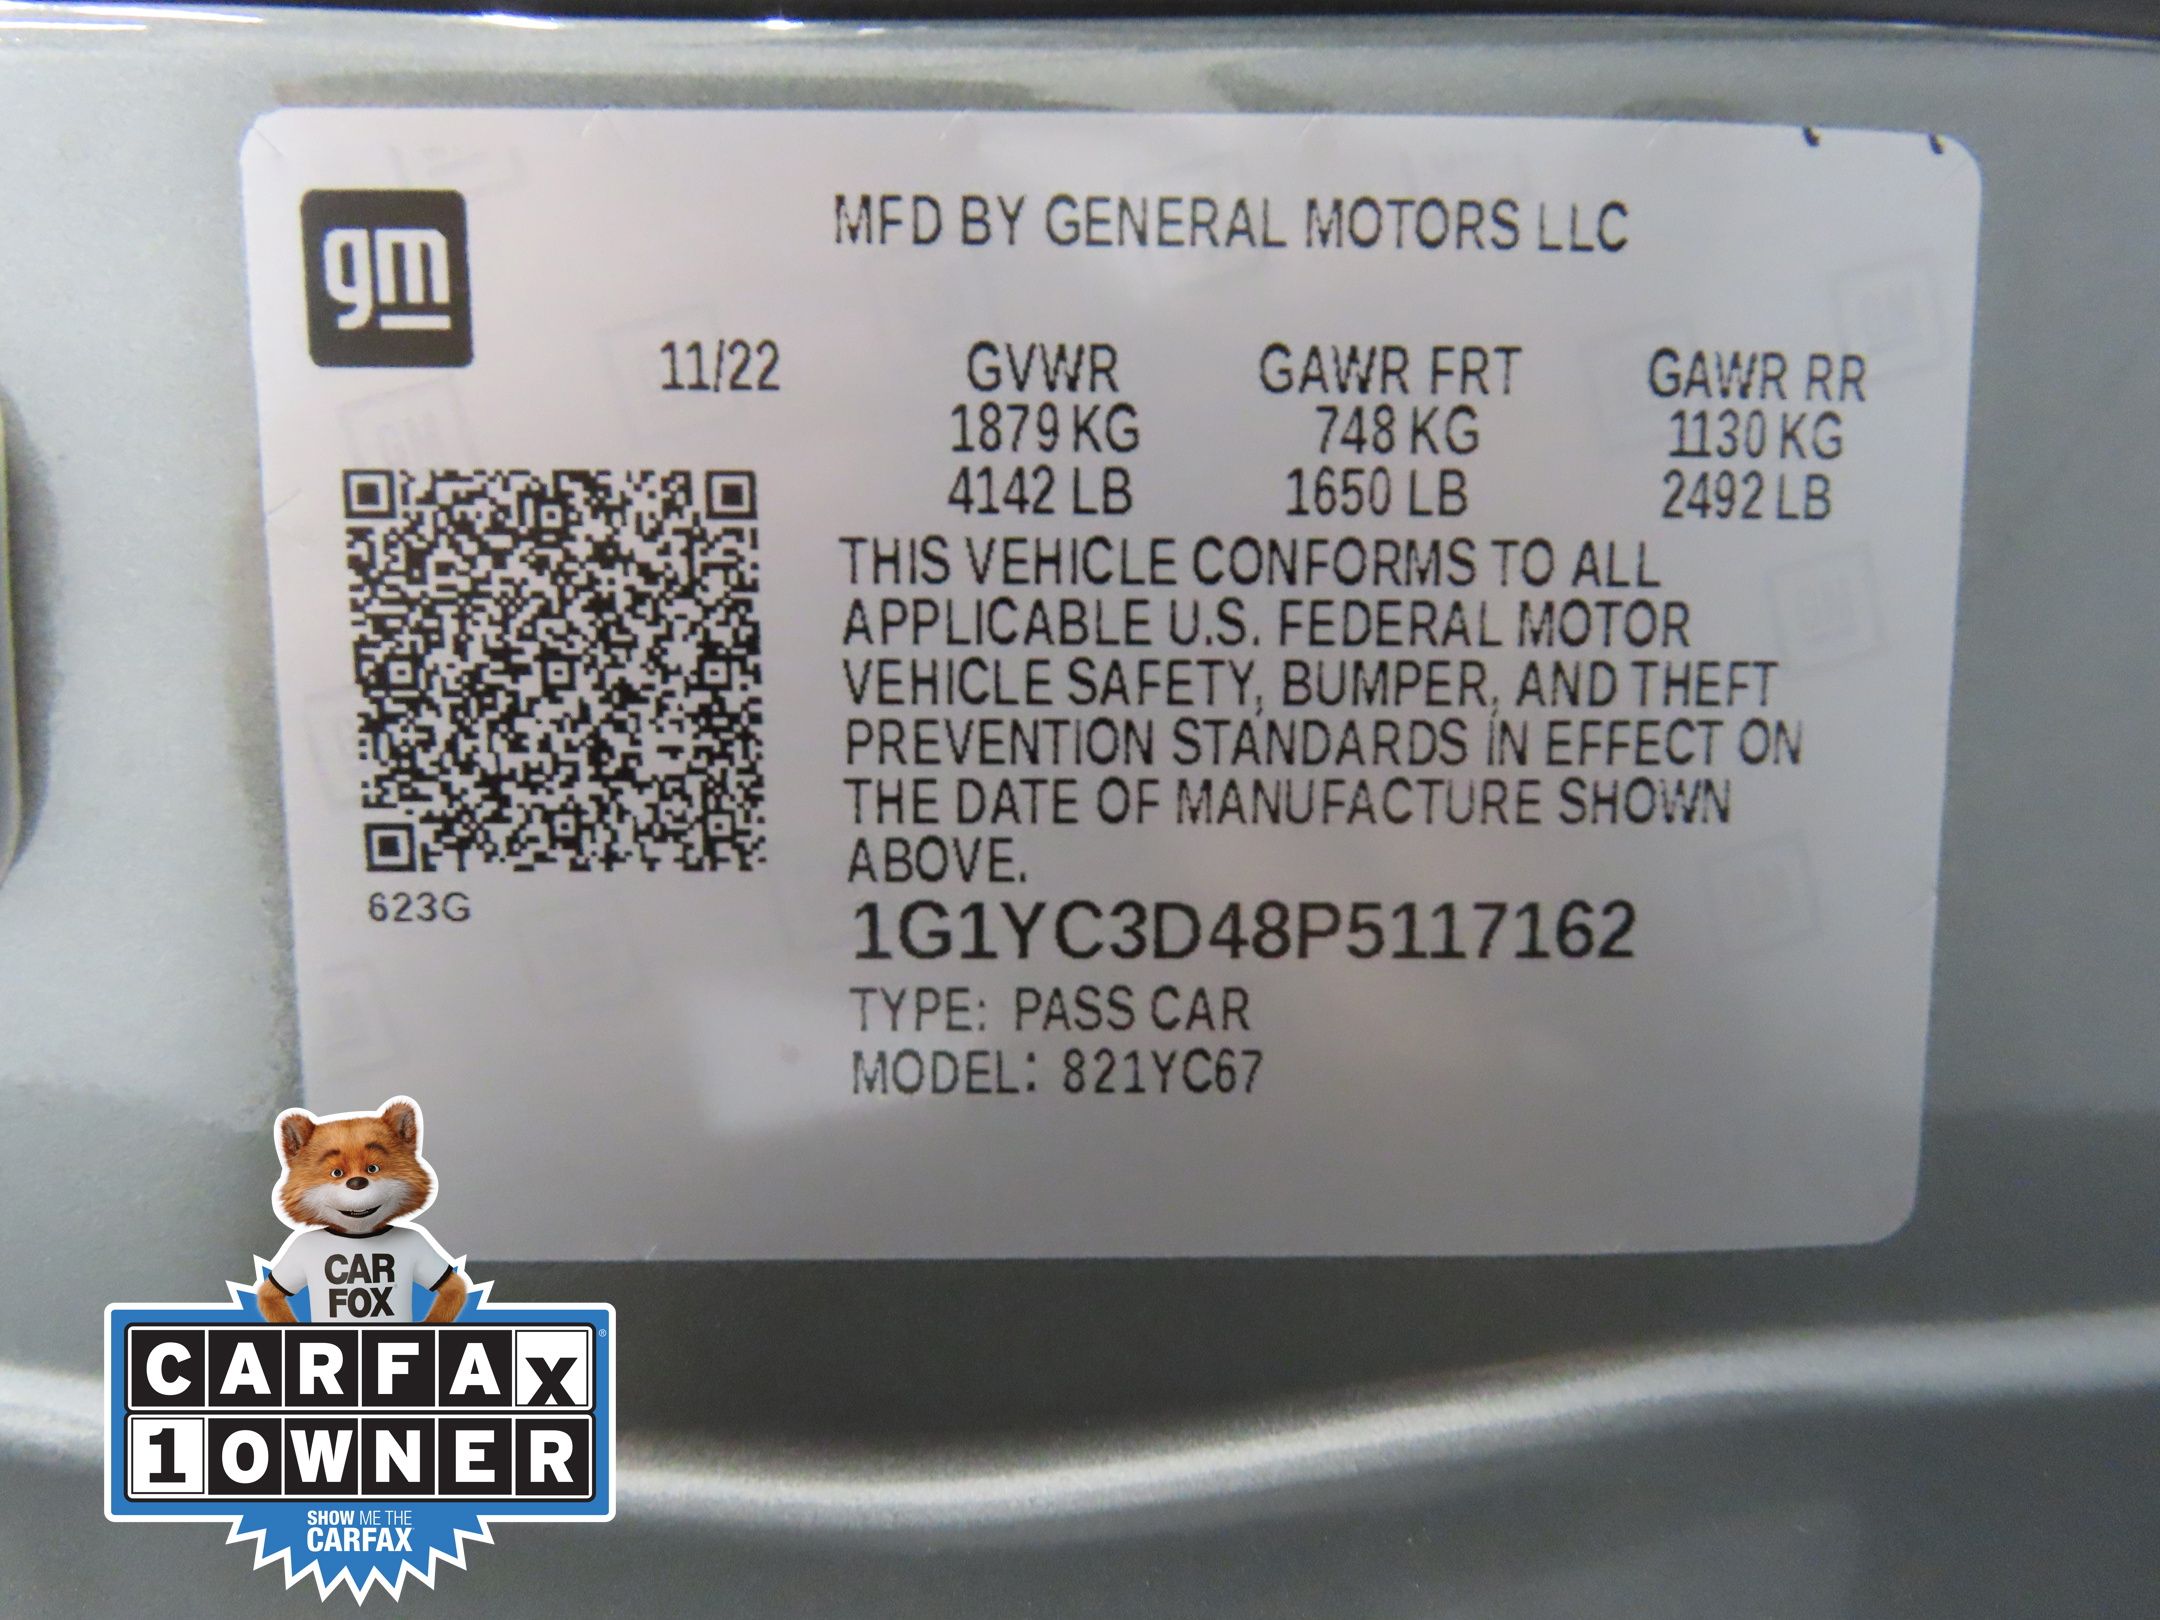 gm
MFD BY GENERAL MOTORS LLC
11/22 GVWR GAWR FRT GAWR RR
1879 KG 748 KG 1130 KG
4142 LB 1650 LB 2492 LB
THIS VEHICLE CONFORMS TO ALL
APPLICABLE U.S. FEDERAL MOTOR
VEHICLE SAFETY, BUMPER, AND THEFT
PREVENTION STANDARDS IN EFFECT ON
THE DATE OF MANUFACTURE SHOWN
ABOVE.
623G
1G1YC3D48P5117162
TYPE: PASS CAR
MODEL: 821YC67
CAR
FOX
CARFAX®
1 OWNER
SHOW ME THE
CARFAX